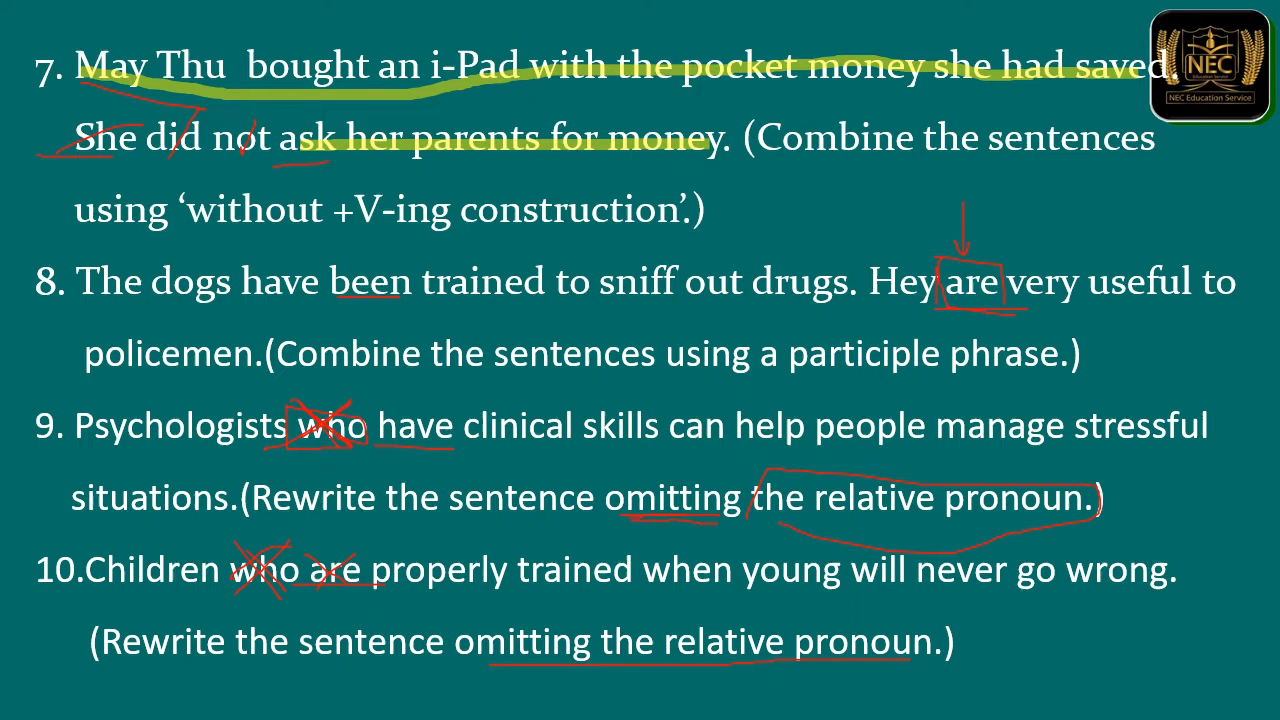 7. May Thu bought an i-Pad with the pocket money she had saved.
She did not ask her parents for money. (Combine the sentences
using ‘without +V-ing construction’.)
8. The dogs have been trained to sniff out drugs. Hey are very useful to
policemen.(Combine the sentences using a participle phrase.)
9. Psychologists who have clinical skills can help people manage stressful
situations.(Rewrite the sentence omitting the relative pronoun.)
10.Children who are properly trained when young will never go wrong.
(Rewrite the sentence omitting the relative pronoun.)
NEC
Education Service
NEC Education Service